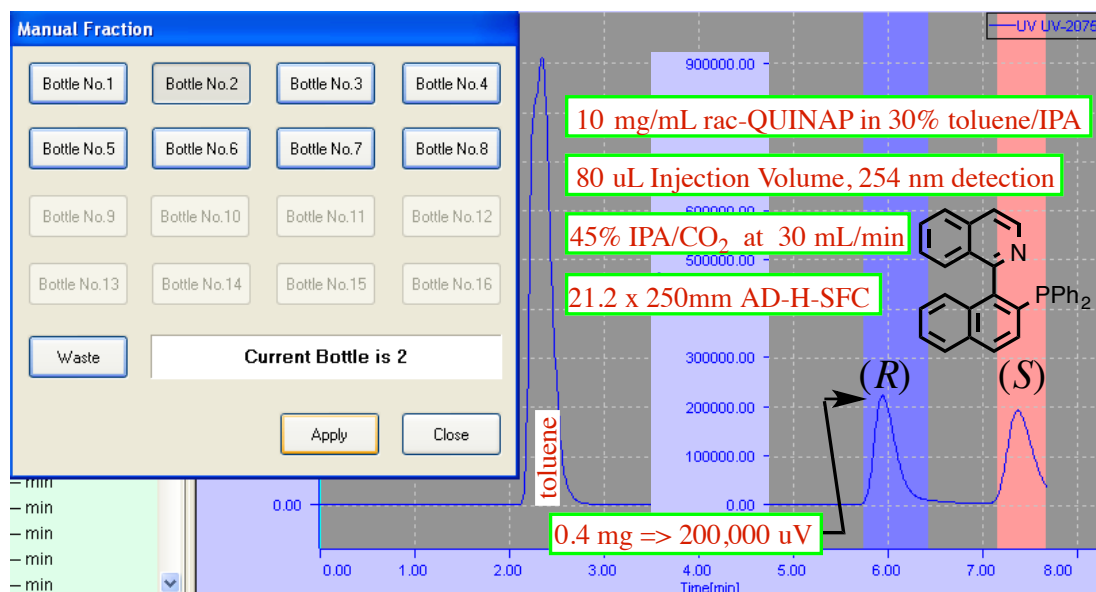 Manual Fraction
Bottle No.1 Bottle No.2 Bottle No.3 Bottle No.4
Bottle No.5 Bottle No.6 Bottle No.7 Bottle No.8
Bottle No.9 Bottle No.10 Bottle No.11 Bottle No.12
Bottle No.13 Bottle No.14 Bottle No.15 Bottle No.16
Waste Current Bottle is 2
Apply Close
min
min
min
min
min
UV UV-2075
900000.00
10 mg/mL rac-QUINAP in 30% toluene/IPA
80 uL Injection Volume, 254 nm detection
600000.00
45% IPA/CO2 at 30 mL/min
500000.00
21.2 x 250mm AD-H-SFC
N
PPh2
300000.00
(R) (S)
200000.00
toluene
100000.00
0.00 0.00
0.4 mg => 200,000 uV
0.00 1.00 2.00 3.00 4.00 5.00 6.00 7.00 8.00
Time[min]